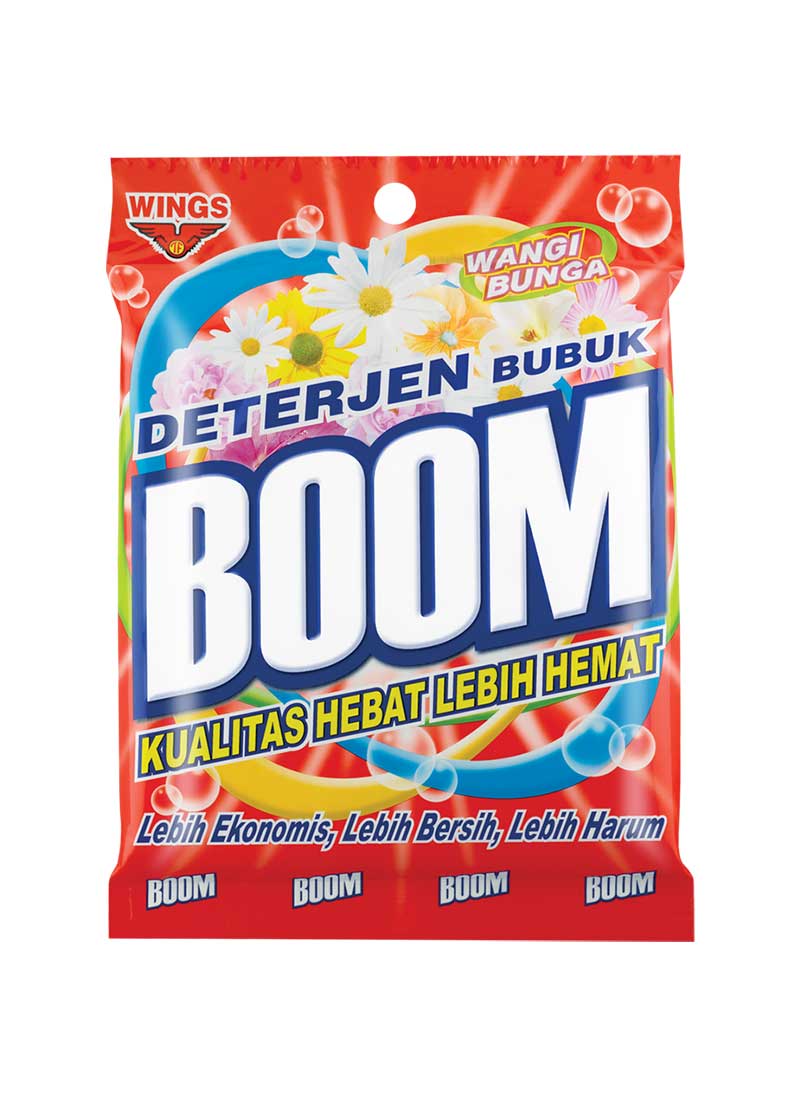 WINGS
WANGI
BUNGA
DETERJEN BUBUK
BOOM
KUALITAS HEBAT LEBIH HEMAT
Lebih Ekonomis, Lebih Bersih, Lebih Harum
BOOM BOOM BOOM BOOM